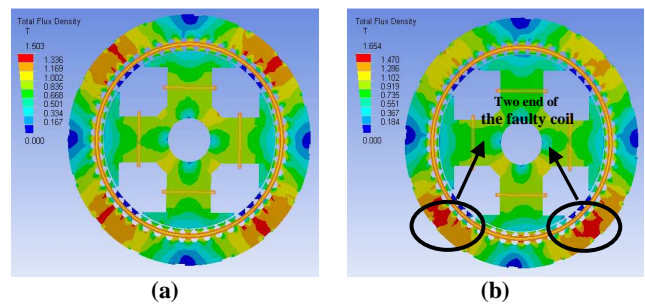 Total Flux Density
T
1.503
1.336
1.169
1.002
0.835
0.668
0.501
0.334
0.167
0.000
(a)
Total Flux Density
T
1.654
1.470
1.286
1.102
0.919
0.735
0.551
0.367
0.184
0.000
Two end of
the faulty coil
(b)